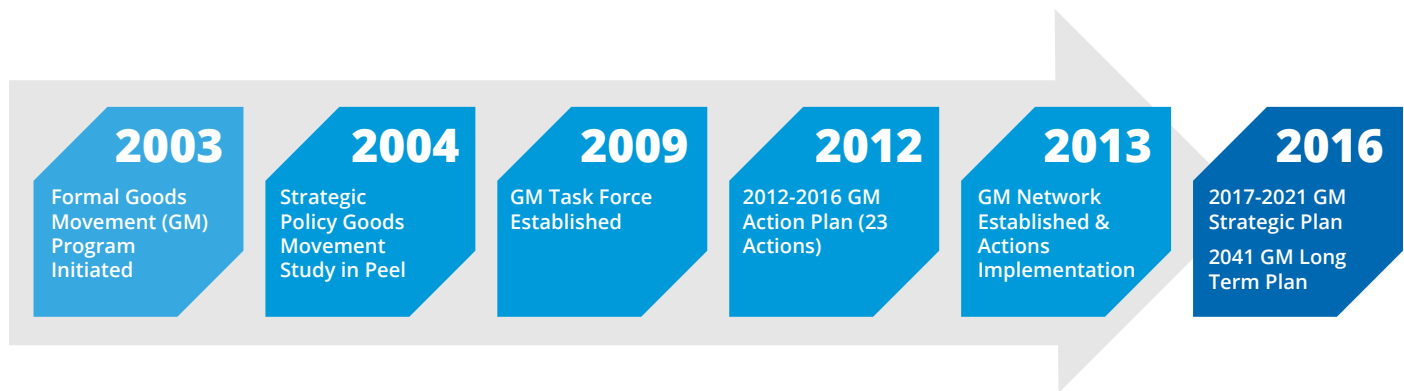 2003
Formal Goods
Movement (GM)
Program
Initiated
2004
Strategic
Policy Goods
Movement
Study in Peel
2009
GM Task Force
Established
2012
2012-2016 GM
Action Plan (23
Actions)
2013
GM Network
Established &
Actions
Implementation
2016
2017-2021 GM
Strategic Plan
2041 GM Long
Term Plan